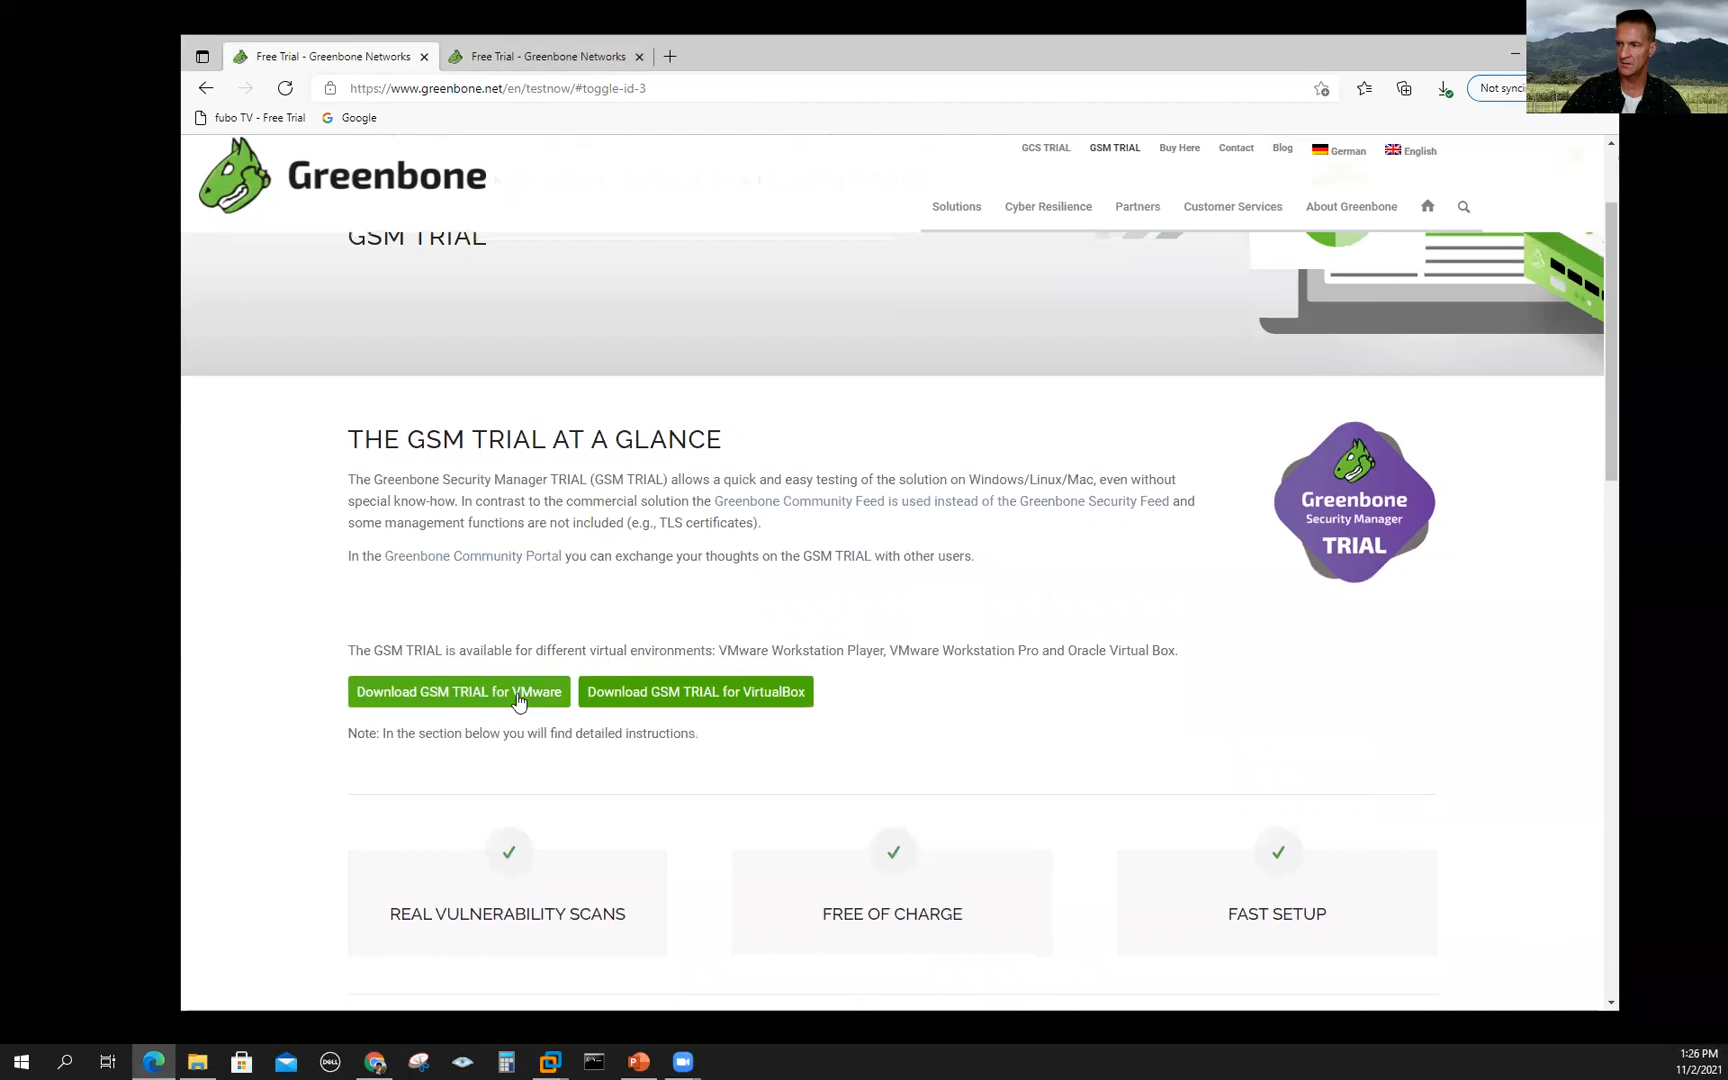 Free Trial - Greenbone Networks
Free Trial - Greenbone Networks
https://www.greenbone.net/en/testnow/#toggle-id-3
Not synci
fubo TV - Free Trial
Google
Greenbone
GCS TRIAL
GSM TRIAL
Buy Here
Contact
Blog
German
English
Solutions
Cyber Resilience
Partners
Customer Services
About Greenbone
GSM TRIAL
THE GSM TRIAL AT A GLANCE
The Greenbone Security Manager TRIAL (GSM TRIAL) allows a quick and easy testing of the solution on Windows/Linux/Mac, even without
special know-how. In contrast to the commercial solution the Greenbone Community Feed is used instead of the Greenbone Security Feed and
some management functions are not included (e.g., TLS certificates).
In the Greenbone Community Portal you can exchange your thoughts on the GSM TRIAL with other users.
Greenbone
Security Manager
TRIAL
The GSM TRIAL is available for different virtual environments: VMware Workstation Player, VMware Workstation Pro and Oracle Virtual Box.
Download GSM TRIAL for VMware
Download GSM TRIAL for VirtualBox
Note: In the section below you will find detailed instructions.
REAL VULNERABILITY SCANS
FREE OF CHARGE
FAST SETUP
DELL
1:26 PM
11/2/2021